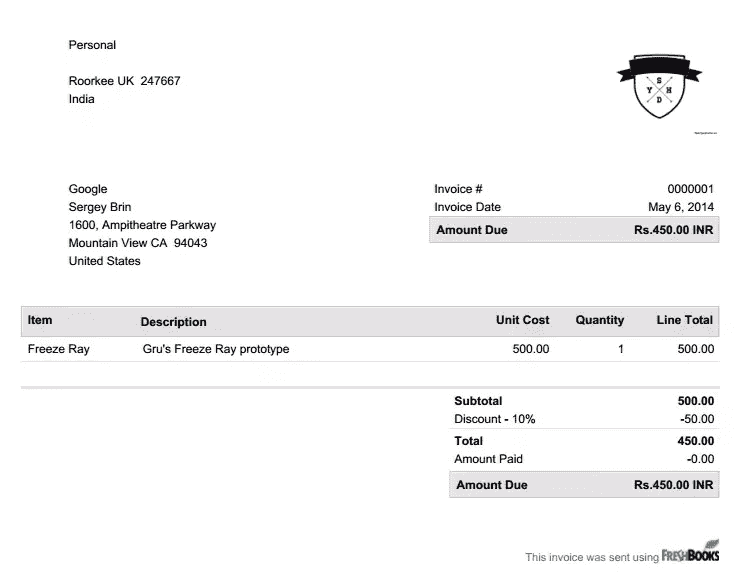 Personal
Roorkee UK 247667
India
S
Y H
D
Google
Sergey Brin
1600, Ampitheatre Parkway
Mountain View CA 94043
United States
Invoice # 0000001
Invoice Date May 6, 2014
Amount Due Rs.450.00 INR
Item Description Unit Cost Quantity Line Total
Freeze Ray Gru's Freeze Ray prototype 500.00 1 500.00
Subtotal 500.00
Discount - 10% -50.00
Total 450.00
Amount Paid -0.00
Amount Due Rs.450.00 INR
This invoice was sent using FRESHBOOKS